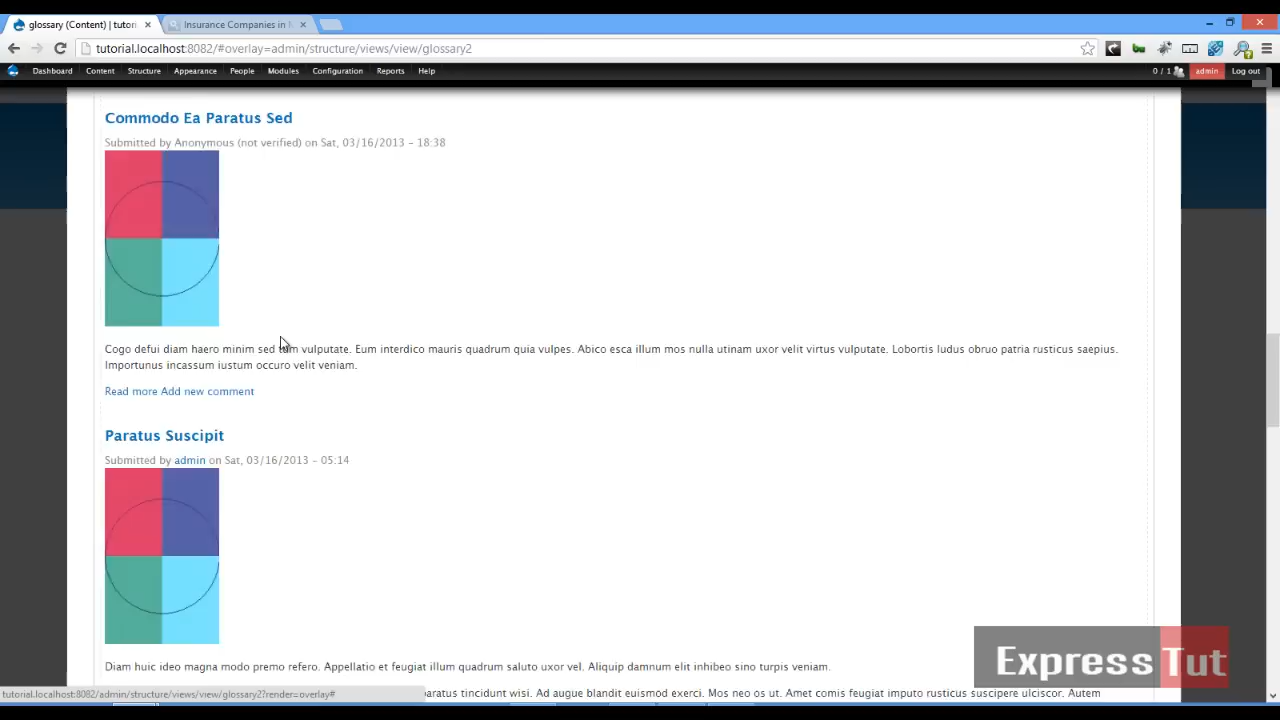 glossary (Content) | tutori
Insurance Companies in
tutorial.localhost:8082/#overlay=admin/structure/views/view/glossary2
Dashboard Content Structure Appearance People Modules Configuration Reports Help 0 / 1 admin Log out
Commodo Ea Paratus Sed
Submitted by Anonymous (not verified) on Sat, 03/16/2013 - 18:38
Cogo defui diam haero minim sed tum vulputate. Eum interdico mauris quadrum quia vulpes. Abico esca illum mos nulla utinam uxor velit virtus vulputate. Lobortis ludus obruo patria rusticus saepius.
Importunus incassum iustum occuro velit veniam.
Read more Add new comment
Paratus Suscipit
Submitted by admin on Sat, 03/16/2013 - 05:14
Diam huic ideo magna modo premo refero. Appellatio et feugiat illum quadrum saluto uxor vel. Aliquip damnum elit inhibeo sino turpis veniam.
paratus tincidunt wisi. Ad augue blandit euismod exerci. Mos neo os ut. Amet comis feugiat imputo rusticus suscipere ulciscor. Autem
tutorial.localhost:8082/admin/structure/views/view/glossary2?render=overlay#
Express Tut